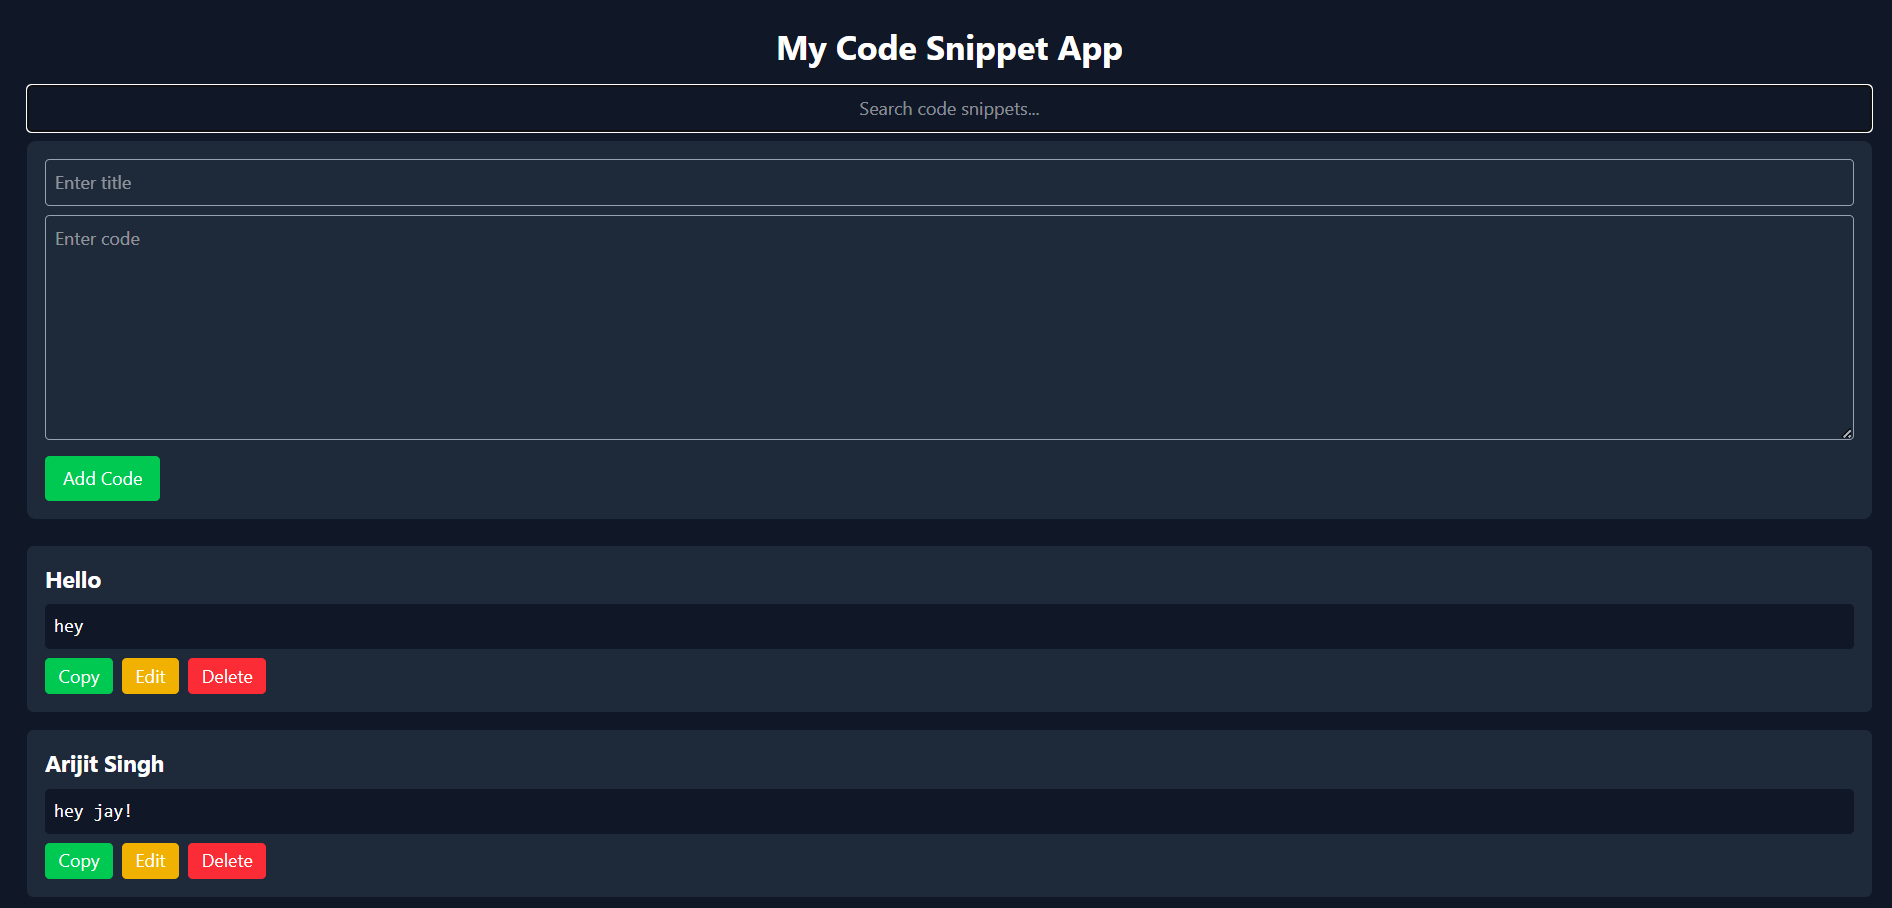 My Code Snippet App
Search code snippets...
Enter title
Enter code
Add Code
Hello
hey
Copy Edit Delete
Arijit Singh
hey jay!
Copy Edit Delete